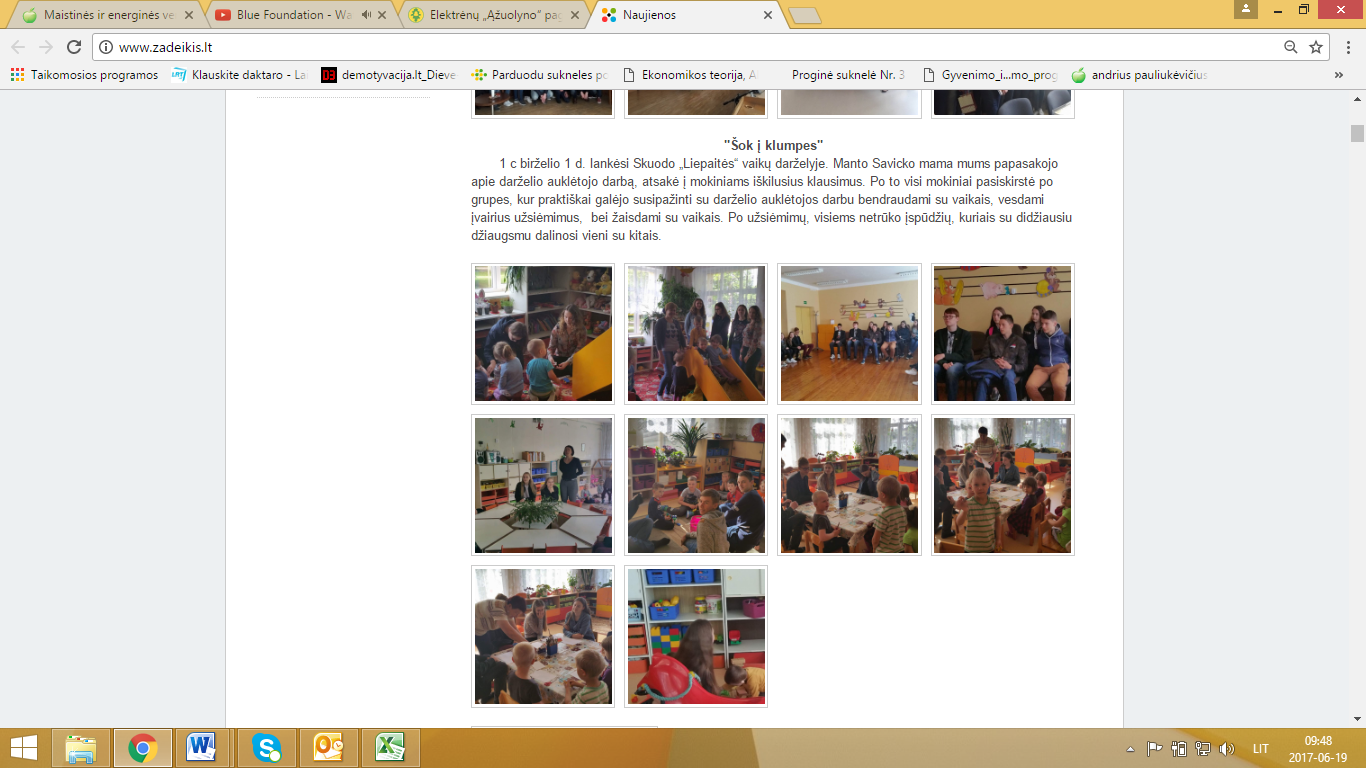 Maistinės ir energinės ve
Blue Foundation - Wa
Elektrėnų „Ąžuolyno“ pag
Naujienos
www.zadeikis.lt
Taikomosios programos
Klauskite daktaro - La
demotyvacija.lt_Dieve
Parduodu sukneles po
Ekonomikos teorija, A
Proginė suknelė Nr. 3
Gyvenimo_i...mo_prog
andrius pauliukėvičius
"Šok į klumpes"
1 c birželio 1 d. lankėsi Skuodo „Liepaitės“ vaikų darželyje. Manto Savicko mama mums papasakojo
apie darželio auklėtojo darbą, atsakė į mokiniams iškilusius klausimus. Po to visi mokiniai pasiskirstė po
grupes, kur praktiškai galėjo susipažinti su darželio auklėtojos darbu bendraudami su vaikais, vesdami
įvairius užsiėmimus, bei žaisdami su vaikais. Po užsiėmimų, visiems netrūko įspūdžių, kuriais su didžiausiu
džiaugsmu dalinosi vieni su kitais.
LIT
09:48
2017-06-19